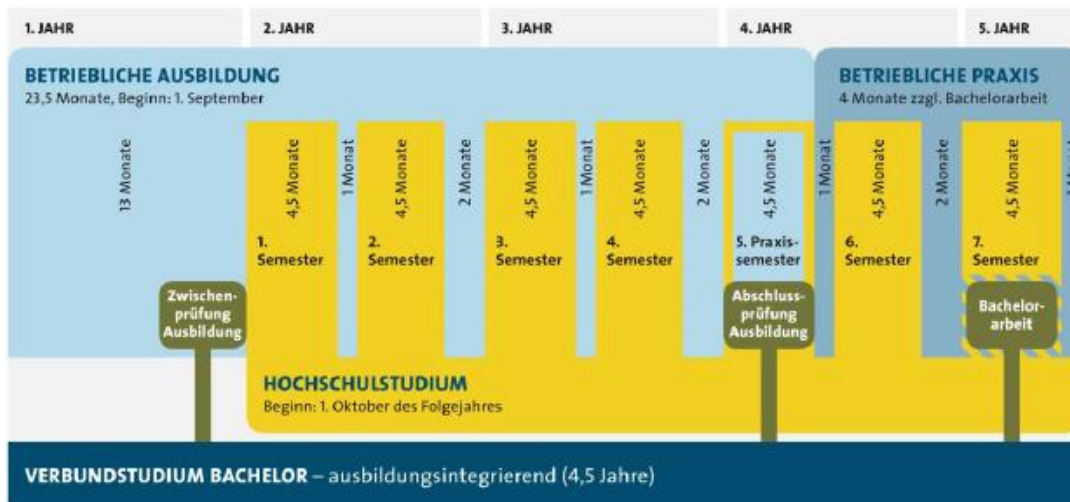 1. JAHR
2. JAHR
3. JAHR
4. JAHR
5. JAHR
BETRIEBLICHE AUSBILDUNG
23,5 Monate, Beginn: 1. September
BETRIEBLICHE PRAXIS
4 Monate zzgl. Bachelorarbeit
13 Monate
4,5 Monate
1 Monat
4,5 Monate
2 Monate
4,5 Monate
1 Monat
4,5 Monate
2 Monate
4,5 Monate
1 Monat
4,5 Monate
2 Monate
4,5 Monate
1.
Semester
2.
Semester
3.
Semester
4.
Semester
5. Praxis-
semester
6.
Semester
7.
Semester
Zwischen-
prüfung
Ausbildung
Abschluss-
prüfung
Ausbildung
Bachelor-
arbeit
HOCHSCHULSTUDIUM
Beginn: 1. Oktober des Folgejahres
VERBUNDSTUDIUM BACHELOR – ausbildungsintegrierend (4,5 Jahre)